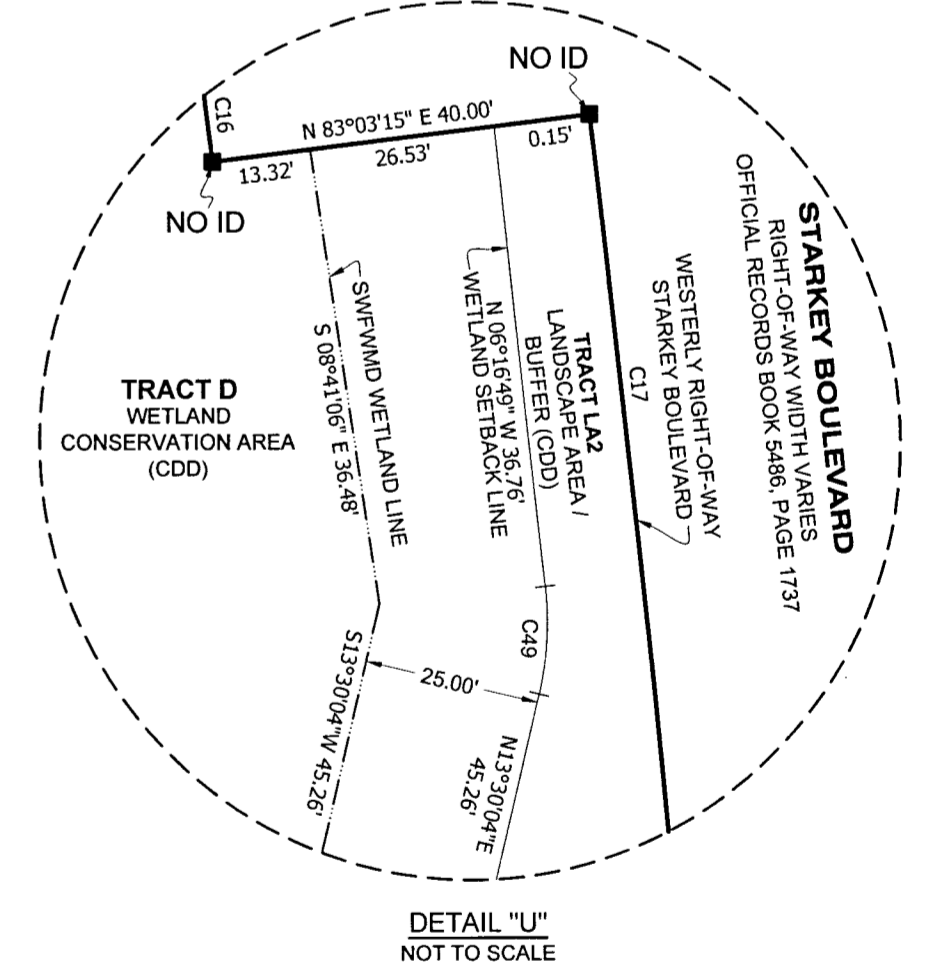 NO ID
C16
N 83°03'15" E 40.00'
0.15'
26.53'
13.32'
NO ID
STARKEY BOULEVARD
RIGHT-OF-WAY WIDTH VARIES
OFFICIAL RECORDS BOOK 5486, PAGE 1737
WESTERLY RIGHT-OF-WAY
STARKEY BOULEVARD
C17
TRACT LA2
LANDSCAPE AREA /
BUFFER (CDD)
N 06°16'49" W 36.76'
WETLAND SETBACK LINE
SWFWMD WETLAND LINE
S 08°41'06" E 36.48'
TRACT D
WETLAND
CONSERVATION AREA
(CDD)
C49
25.00'
S13°30'04"W 45.26'
N13°30'04"E
45.26'
DETAIL "U"
NOT TO SCALE